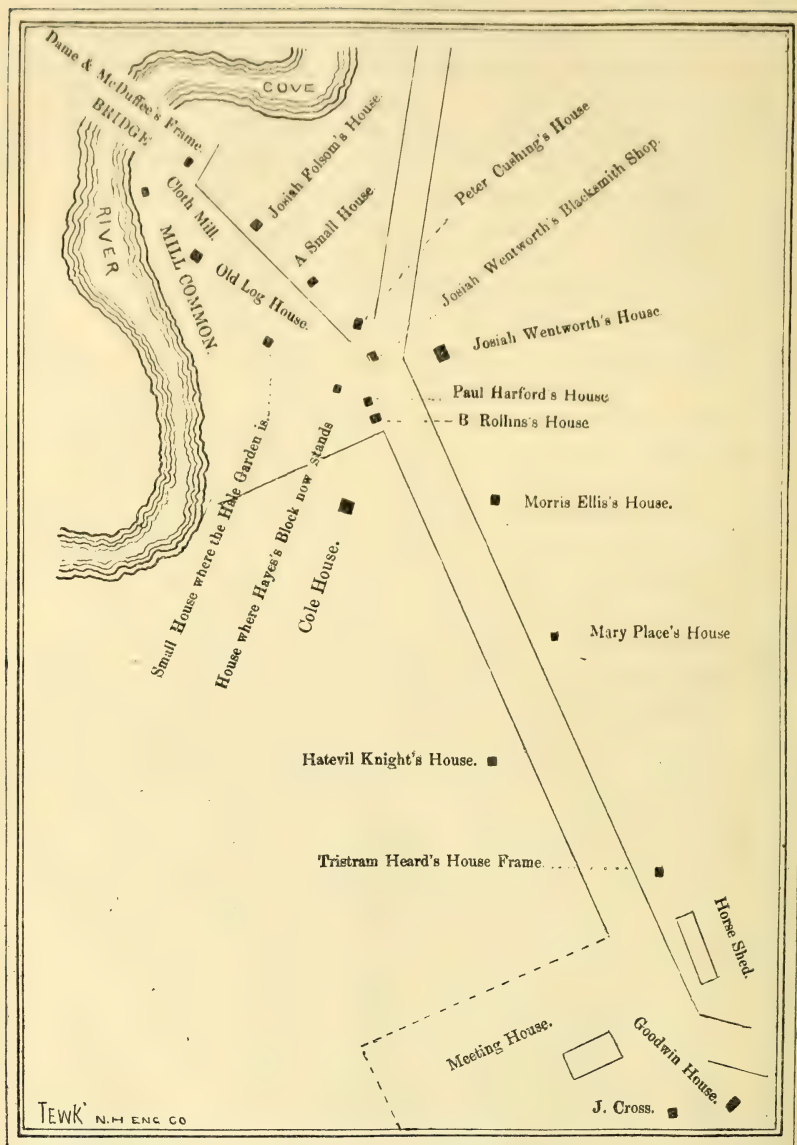 Dame & McDuffee's Frame.
BRIDGE
COVE
RIVER
Cloth Mill.
MILL COMMON.
Old Log House.
Josiah Folsom's House.
A Small House.
Peter Cushing's House
Josiah Wentworth's Blacksmith Shop.
Josiah Wentworth's House
Paul Harford's House
B Rollins's House
Small House where the Hale Garden is.
House where Hayes's Block now stands
Cole House.
Morris Ellis's House.
Mary Place's House
Hatevil Knight's House.
Tristram Heard's House Frame.
Horse Shed.
Meeting House.
Goodwin House.
J. Cross.
TEWK' N.H ENG CO